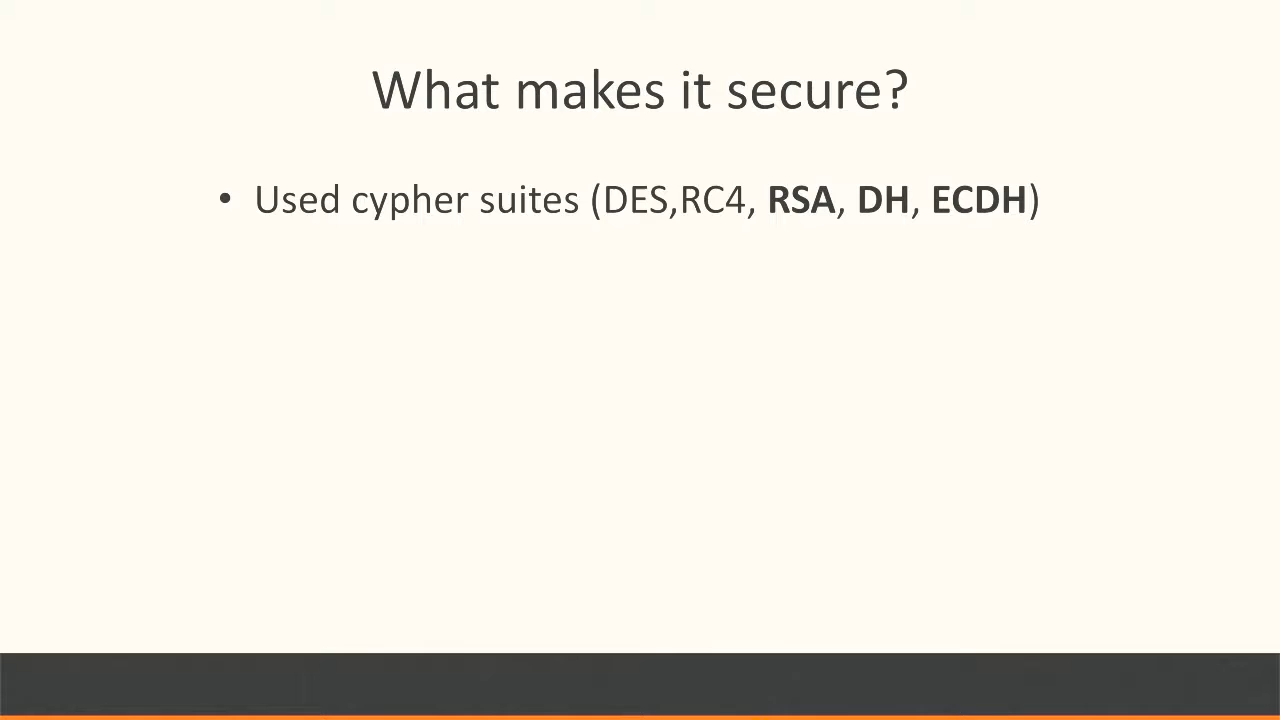 What makes it secure?
• Used cypher suites (DES,RC4, RSA, DH, ECDH)